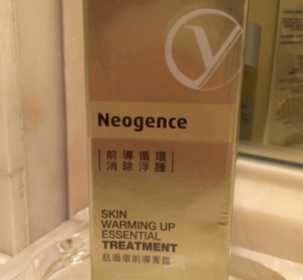 Neogence
前導循環
消除浮腫
SKIN
WARMING UP
ESSENTIAL
TREATMENT
肌循環前導菁露